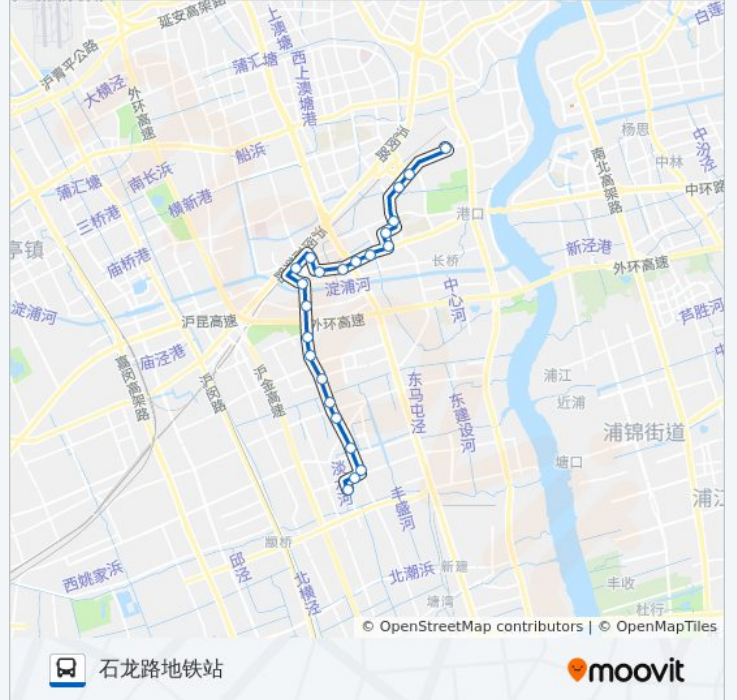 延安高架路
上澳塘
白莲
沪青平公路
蒲汇塘
西上澳塘港
大横泾
外环高速
杨思
中汾泾
沪闵路
船浜
南北高架路
中林
南长浜
蒲汇塘
中环路
横新港
三桥港
港口
亭镇
沪闵
新泾港
庙桥港
长桥
外环高速
淀浦河
中心河
淀浦河
芦胜河
沪昆高速
外环高速
庙泾港
嘉闵高架路
沪闵路
沪金高速
东马屯泾
东建设河
浦江
近浦
浦锦街道
塘口
丰盛河
浦江
颛桥
邱泾
西姚家浜
北横泾
北潮浜
新建
丰收
塘湾
杜行
© OpenStreetMap contributors | © OpenMapTiles
石龙路地铁站
moovit